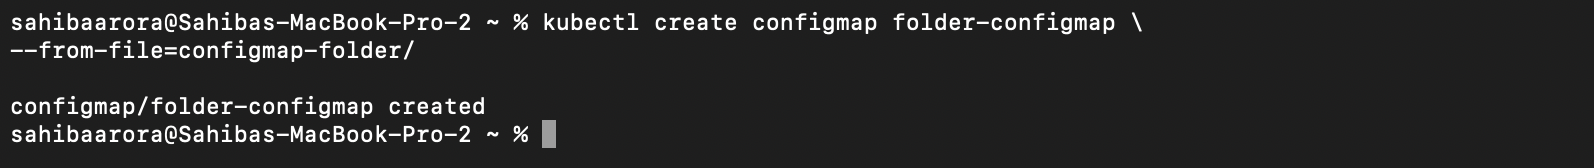 sahibaarora@Sahibas-MacBook-Pro-2 ~ % kubectl create configmap folder-configmap \
--from-file=configmap-folder/
configmap/folder-configmap created
sahibaarora@Sahibas-MacBook-Pro-2 ~ %